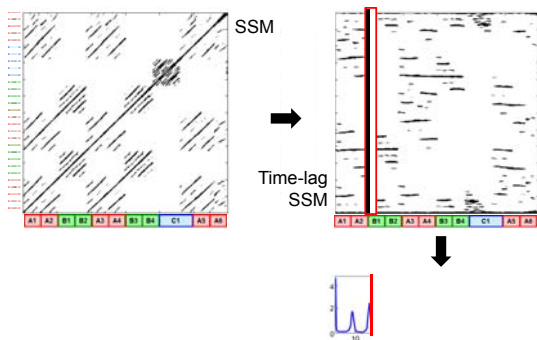 SSM
A1 A2 B1 B2 A3 A4 B3 B4 C1 A5 A6
Time-lag
SSM
A1 A2 B1 B2 A3 A4 B3 B4 C1 A5 A6
4
2
0
10